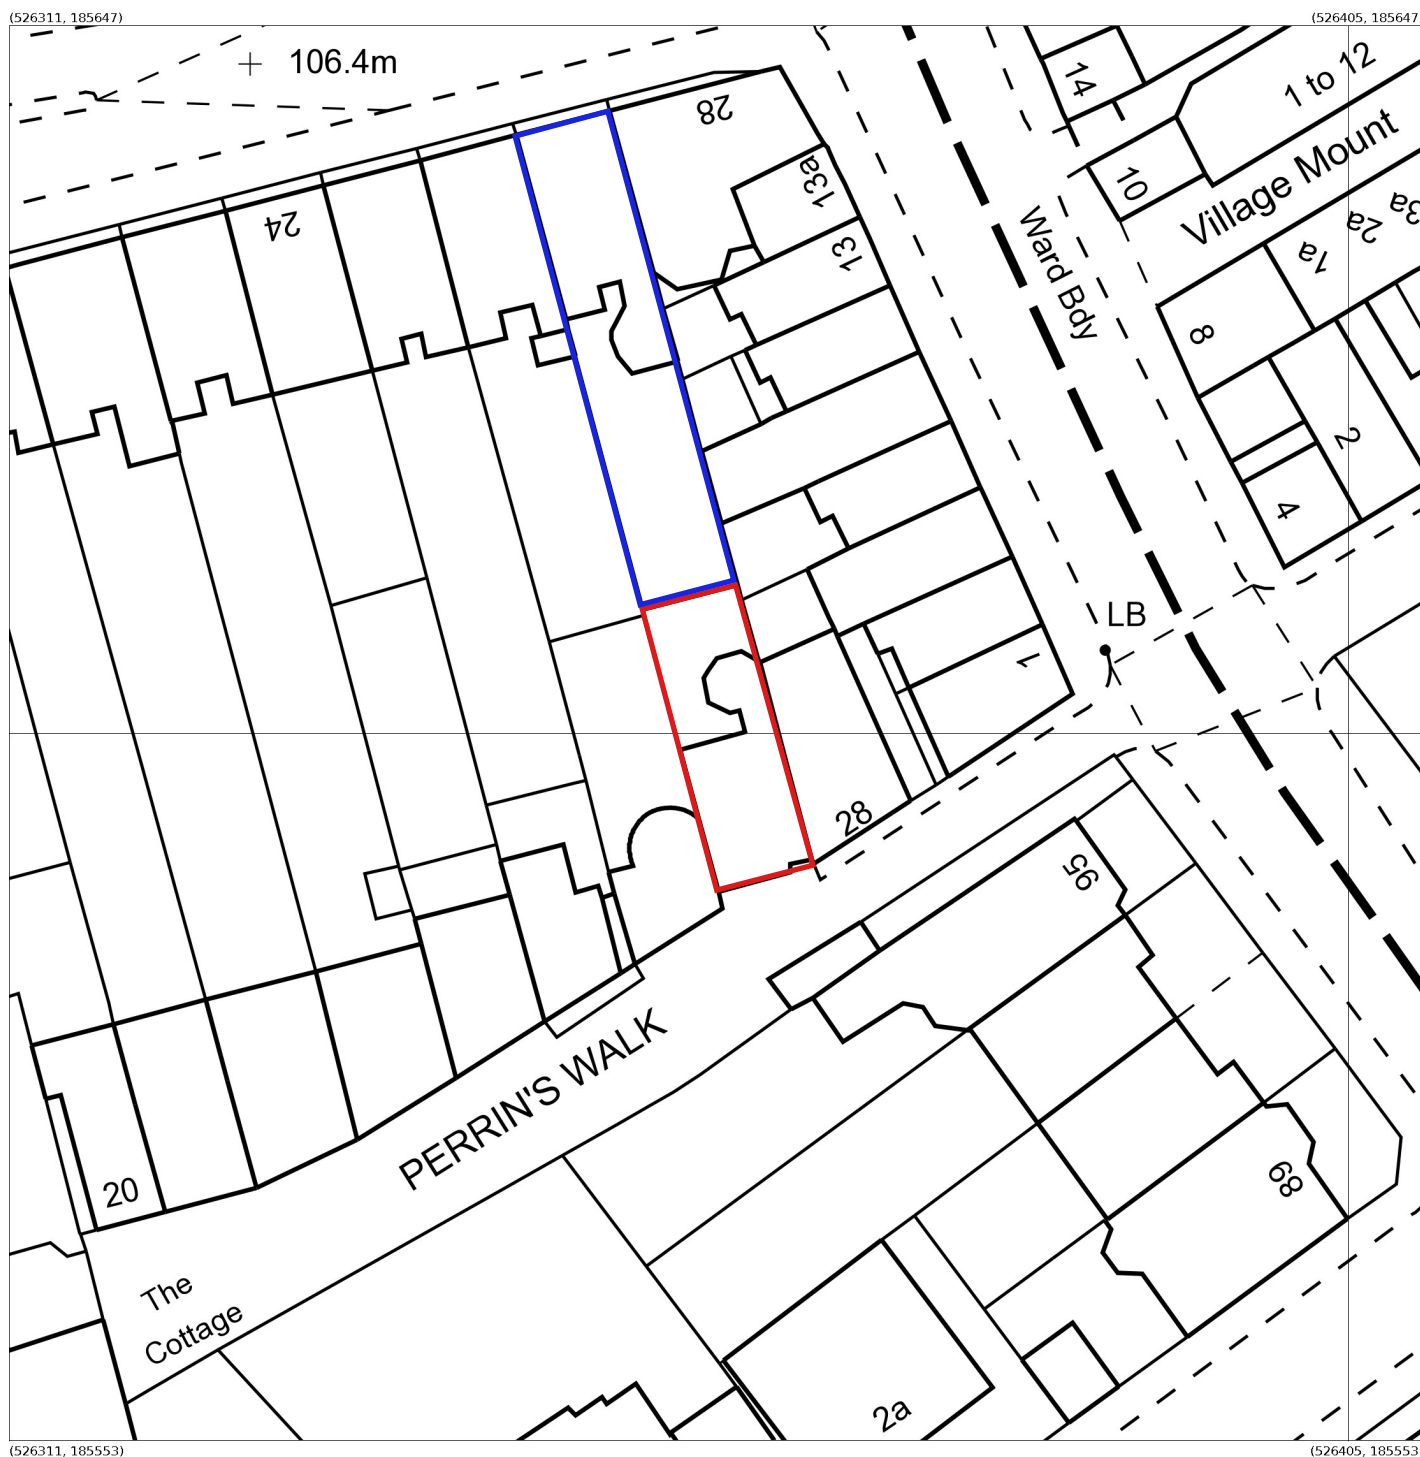 (526311, 185647)
(526405, 185647
106.4m
28
14
1 to 12
13a
10
Village Mount
24
13
Ward Bdy
1a
2a
3a
8
2
4
LB
1
28
95
PERRIN'S WALK
20
89
The
Cottage
2a
(526311, 185553)
(526405, 185553